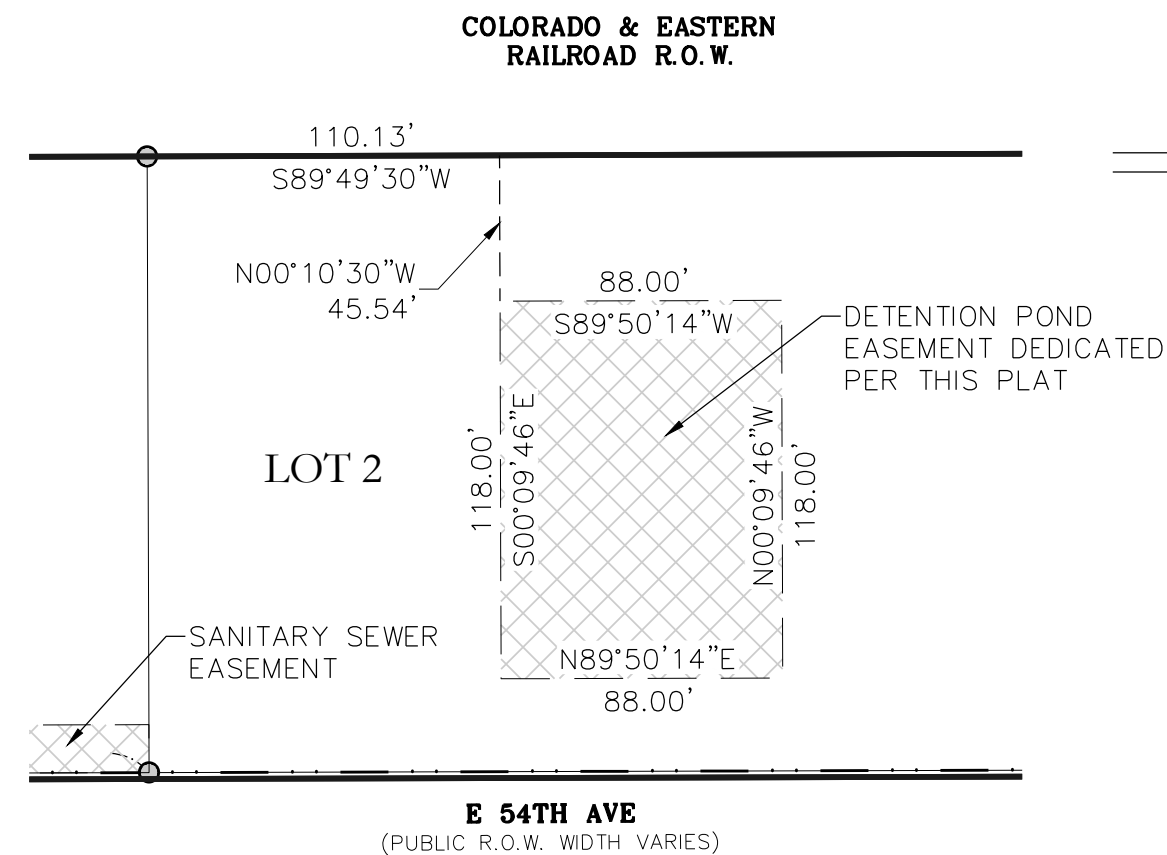 COLORADO & EASTERN
RAILROAD R.O.W.
110.13'
S89°49'30"W
N00°10'30"W
45.54'
88.00'
S89°50'14"W
DETENTION POND
EASEMENT DEDICATED
PER THIS PLAT
118.00'
S00°09'46"E
N00°09'46"W
118.00'
LOT 2
SANITARY SEWER
EASEMENT
N89°50'14"E
88.00'
E 54TH AVE
(PUBLIC R.O.W. WIDTH VARIES)